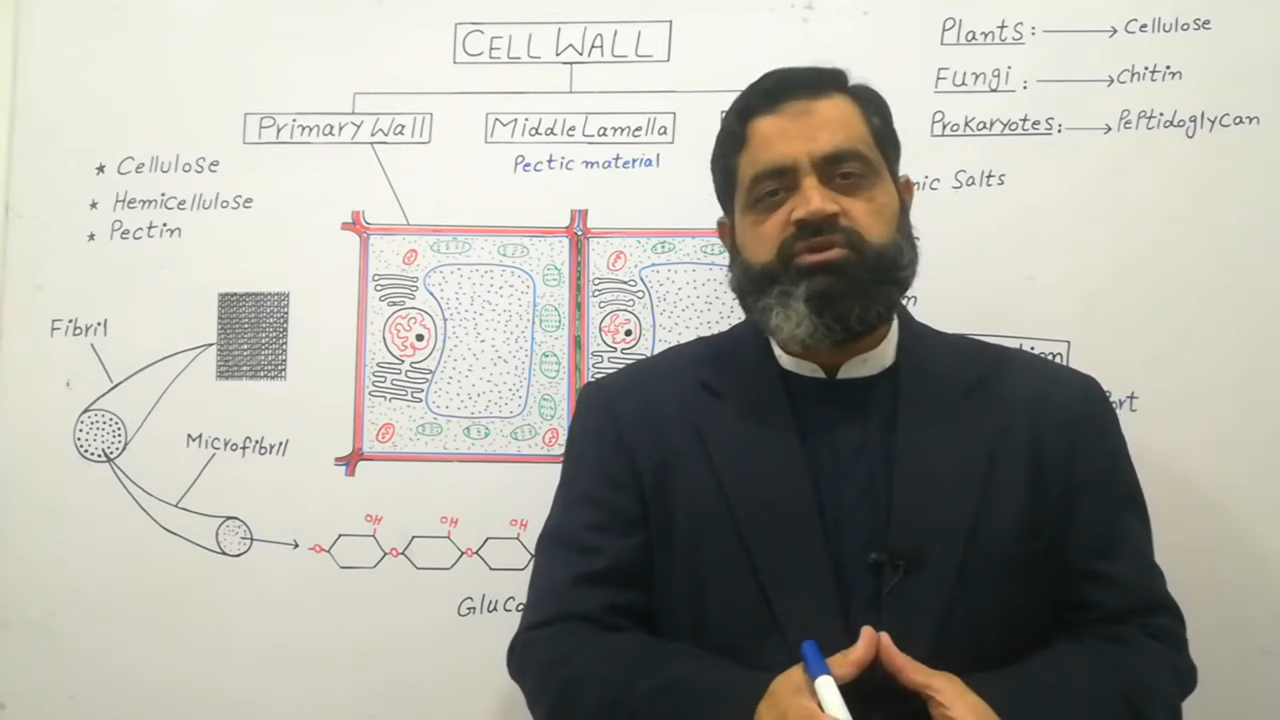 CELL WALL
Plants: → Cellulose
Fungi: → Chitin
Prokaryotes: → Peptidoglycan
Primary Wall
Middle Lamella
Pectic material
* Cellulose
* Hemicellulose
* Pectin
Salts
Fibril
Microfibril
OH OH OH
O O O